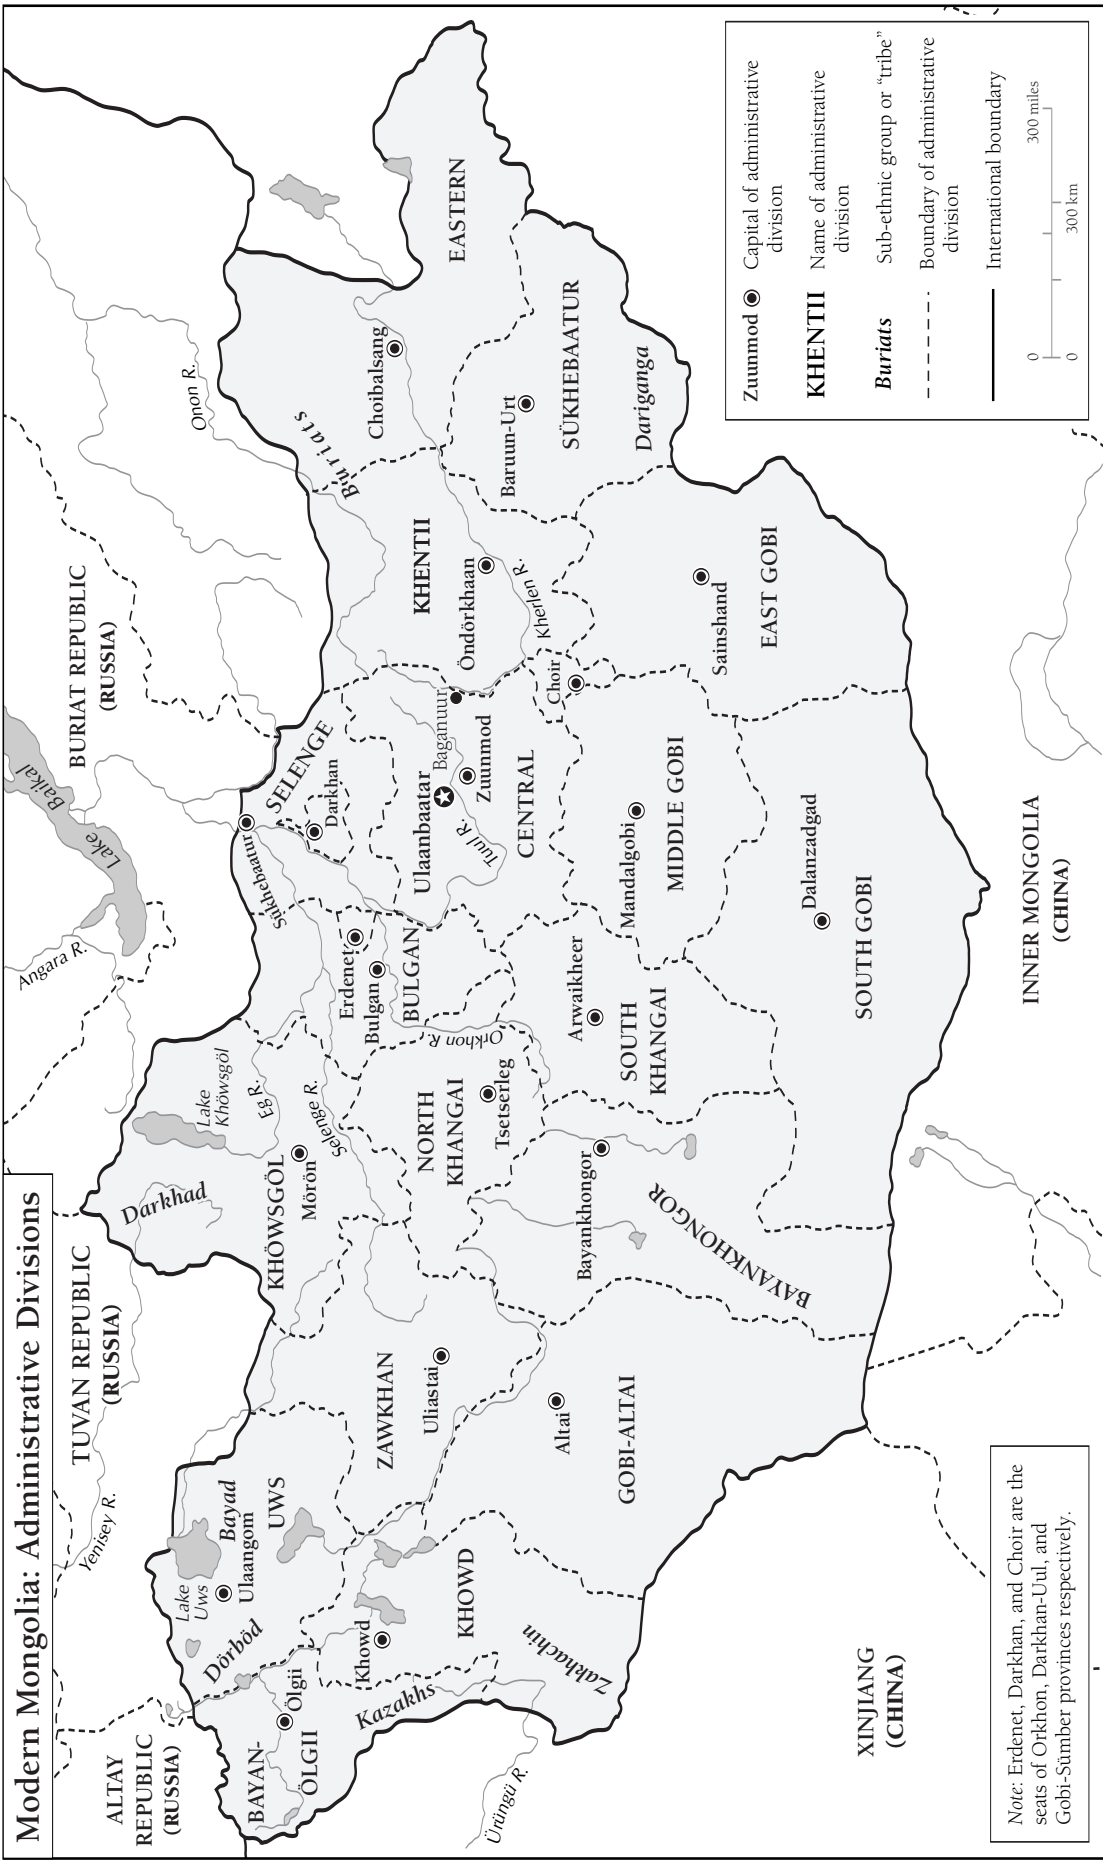 Modern Mongolia: Administrative Divisions
ALTAY
REPUBLIC
(RUSSIA)
TUVAN REPUBLIC
(RUSSIA)
BURIAT REPUBLIC
(RUSSIA)
Yenisey R.
Angara R.
Lake
Baikal
Onon R.
Lake
Uws
Bayad
Ulaangom
UWS
Dörböd
BAYAN-
ÖLGII
Ölgii
Kazakhs
Khowd
KHOWD
Zakhachin
Ürüngü R.
ZAWKHAN
Uliastai
Altai
GOBI-ALTAI
Darkhad
Lake
Khöwsgöl
Eg R.
KHÖWSGÖL
Mörön
Selenge R.
NORTH
KHANGAI
Tsetserleg
Orkhon R.
Bayankhongor
BAYANKHONGOR
Erdenet
Bulgan
BULGAN
Arwaikheer
SOUTH
KHANGAI
Sükhebaatur
SELENGE
Darkhan
Ulaanbaatar
Baganuur
Zuunmod
Tuul R.
CENTRAL
Mandalgobi
MIDDLE GOBI
Dalanzadgad
SOUTH GOBI
Choir
Buriats
KHENTII
Öndörkhaan
Kherlen R.
Sainshand
EAST GOBI
Choibalsang
EASTERN
Baruun-Urt
SÜKHEBAATUR
Dariganga
XINJIANG
(CHINA)
INNER MONGOLIA
(CHINA)
Note: Erdenet, Darkhan, and Choir are the
seats of Orkhon, Darkhan-Uul, and
Gobi-Sümber provinces respectively.
Zuunmod Capital of administrative
division
KHENTII Name of administrative
division
Buriats Sub-ethnic group or “tribe”
Boundary of administrative
division
International boundary
0 300 miles
0 300 km